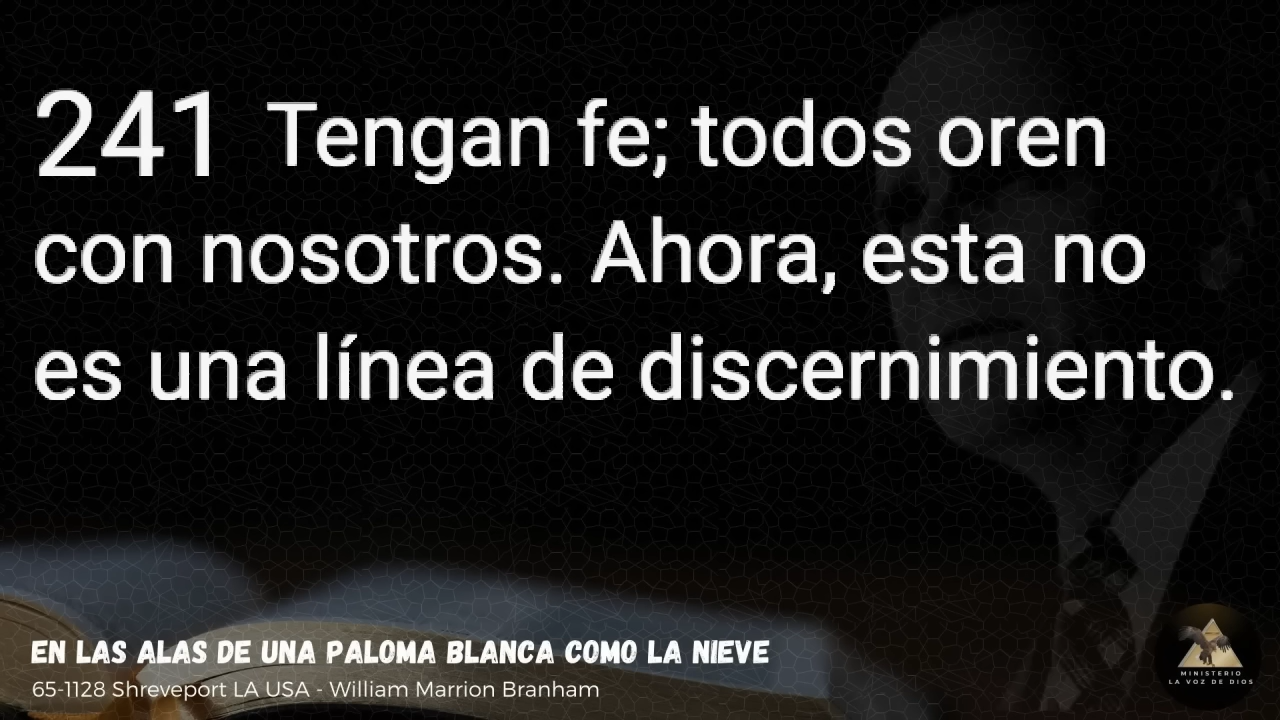 241 Tengan fe; todos oren
con nosotros. Ahora, esta no
es una línea de discernimiento.
EN LAS ALAS DE UNA PALOMA BLANCA COMO LA NIEVE
65-1128 Shreveport LA USA - William Marrion Branham
MINISTERIO
LA VOZ DE DIOS